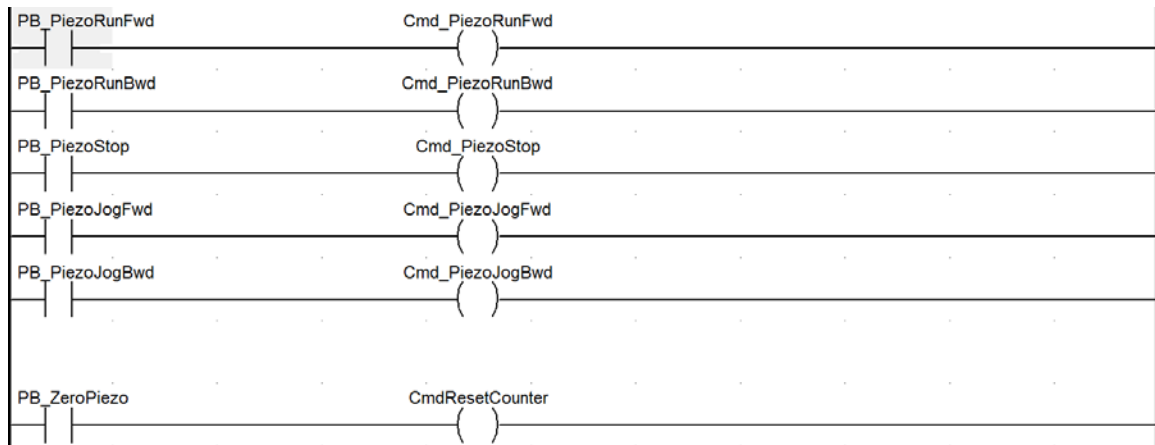 PB_PiezoRunFwd Cmd_PiezoRunFwd
PB_PiezoRunBwd Cmd_PiezoRunBwd
PB_PiezoStop Cmd_PiezoStop
PB_PiezoJogFwd Cmd_PiezoJogFwd
PB_PiezoJogBwd Cmd_PiezoJogBwd
PB_ZeroPiezo CmdResetCounter